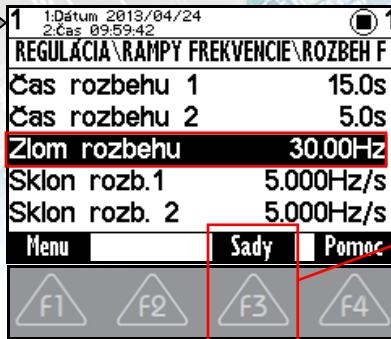 1 1:Dátum 2013/04/24
2:Čas 09:59:42
REGULÁCIA\RAMPY FREKVENCIE\ROZBEH F
Čas rozbehu 1 15.0s
Čas rozbehu 2 5.0s
Zlom rozbehu 30.00Hz
Sklon rozb.1 5.000Hz/s
Sklon rozb. 2 5.000Hz/s
Menu Sady Pomoc
F1 F2 F3 F4